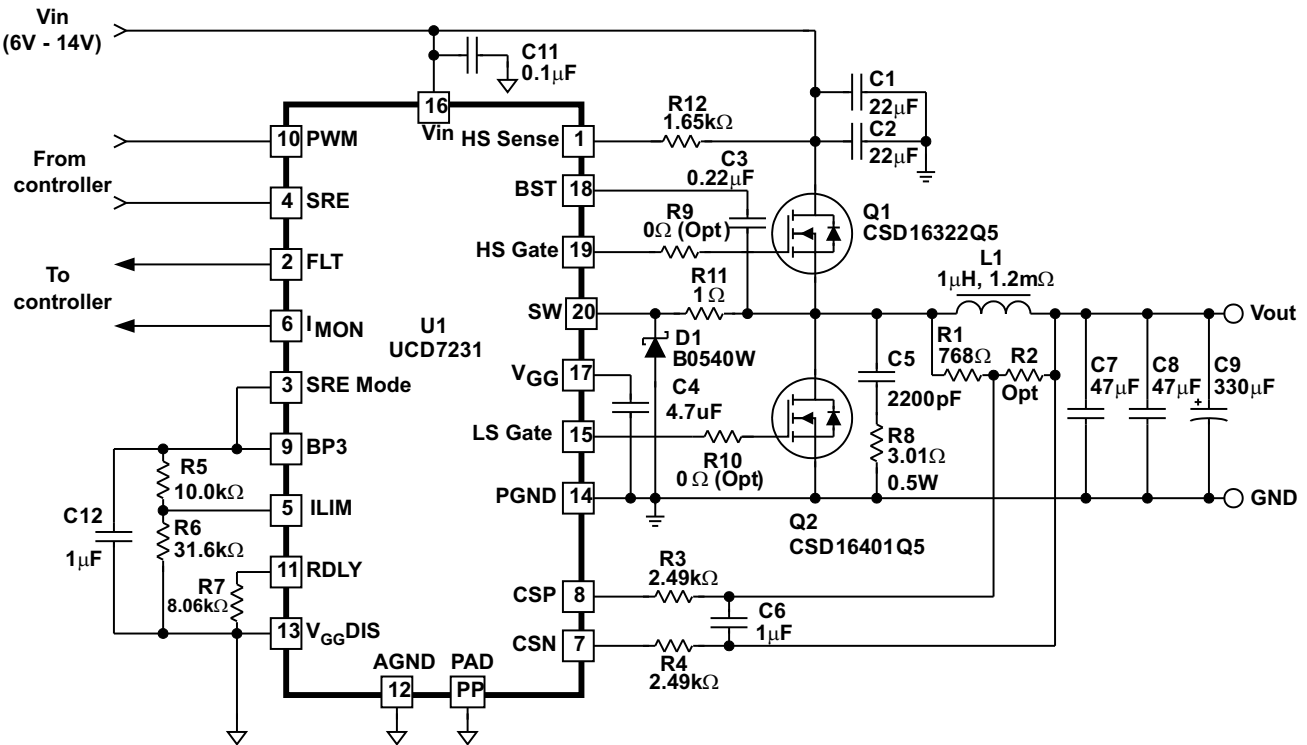 Vin
(6V - 14V)
C11
0.1μF
16
Vin
C1
22μF
C2
22μF
R12
1.65kΩ
10
PWM
HS Sense
1
From
controller
C3
0.22μF
BST
18
4
SRE
R9
0Ω (Opt)
Q1
CSD16322Q5
HS Gate
19
2
FLT
To
controller
R11
1Ω
L1
1μH, 1.2mΩ
SW
20
Vout
6
IMON
U1
UCD7231
D1
B0540W
R1
768Ω
R2
Opt
C5
2200pF
C7
47μF
C8
47μF
C9
330μF
+
VGG
17
3
SRE Mode
C4
4.7uF
LS Gate
15
9
BP3
R8
3.01Ω
0.5W
R10
0Ω (Opt)
R5
10.0kΩ
PGND
14
GND
5
ILIM
C12
1μF
R6
31.6kΩ
Q2
CSD16401Q5
11
RDLY
R3
2.49kΩ
R7
8.06kΩ
CSP
8
C6
1μF
13
VGGDIS
CSN
7
R4
2.49kΩ
AGND
PAD
12
PP